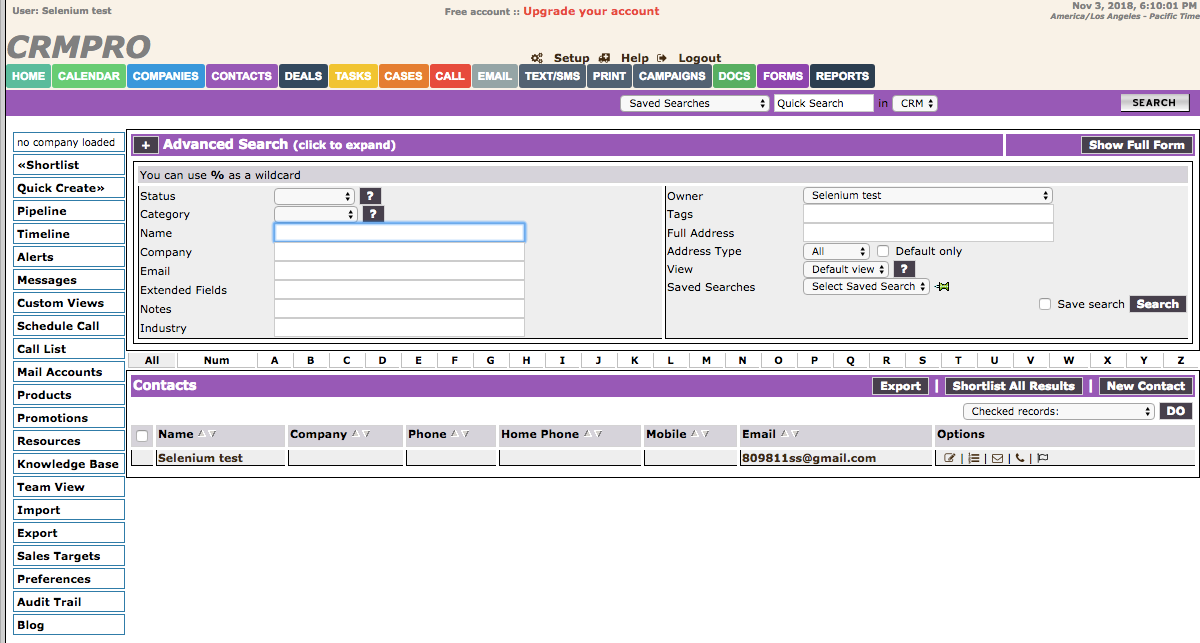 User: Selenium test
Free account :: Upgrade your account
Nov 3, 2018, 6:10:01 PM
America/Los Angeles - Pacific Time
CRMPRO
Setup Help Logout
HOME CALENDAR COMPANIES CONTACTS DEALS TASKS CASES CALL EMAIL TEXT/SMS PRINT CAMPAIGNS DOCS FORMS REPORTS
Saved Searches Quick Search in CRM SEARCH
no company loaded
«Shortlist
Quick Create»
Pipeline
Timeline
Alerts
Messages
Custom Views
Schedule Call
Call List
Mail Accounts
Products
Promotions
Resources
Knowledge Base
Team View
Import
Export
Sales Targets
Preferences
Audit Trail
Blog
+ Advanced Search (click to expand) Show Full Form
You can use % as a wildcard
Status ?
Category ?
Name
Company
Email
Extended Fields
Notes
Industry
Owner Selenium test
Tags
Full Address
Address Type All Default only
View Default view ?
Saved Searches Select Saved Search
Save search Search
All Num A B C D E F G H I J K L M N O P Q R S T U V W X Y Z
Contacts Export | Shortlist All Results | New Contact
Checked records: DO
Name Company Phone Home Phone Mobile Email Options
Selenium test 809811ss@gmail.com | | | |